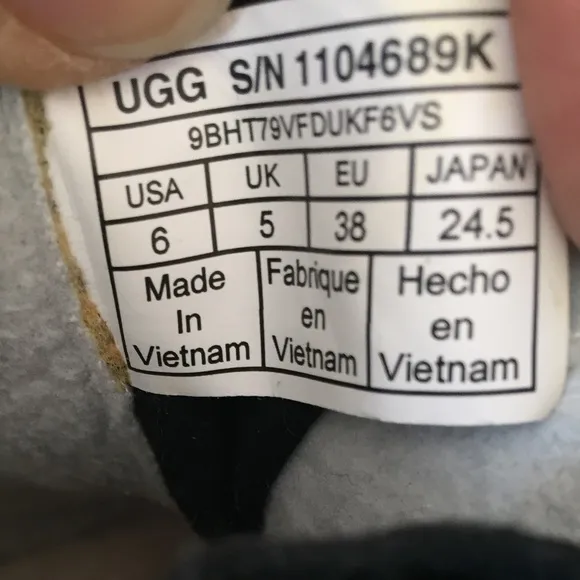 UGG S/N 1104689K
9BHT79VFDUKF6VS
USA UK EU JAPAN
6 5 38 24.5
Made Fabrique Hecho
In en en
Vietnam Vietnam Vietnam